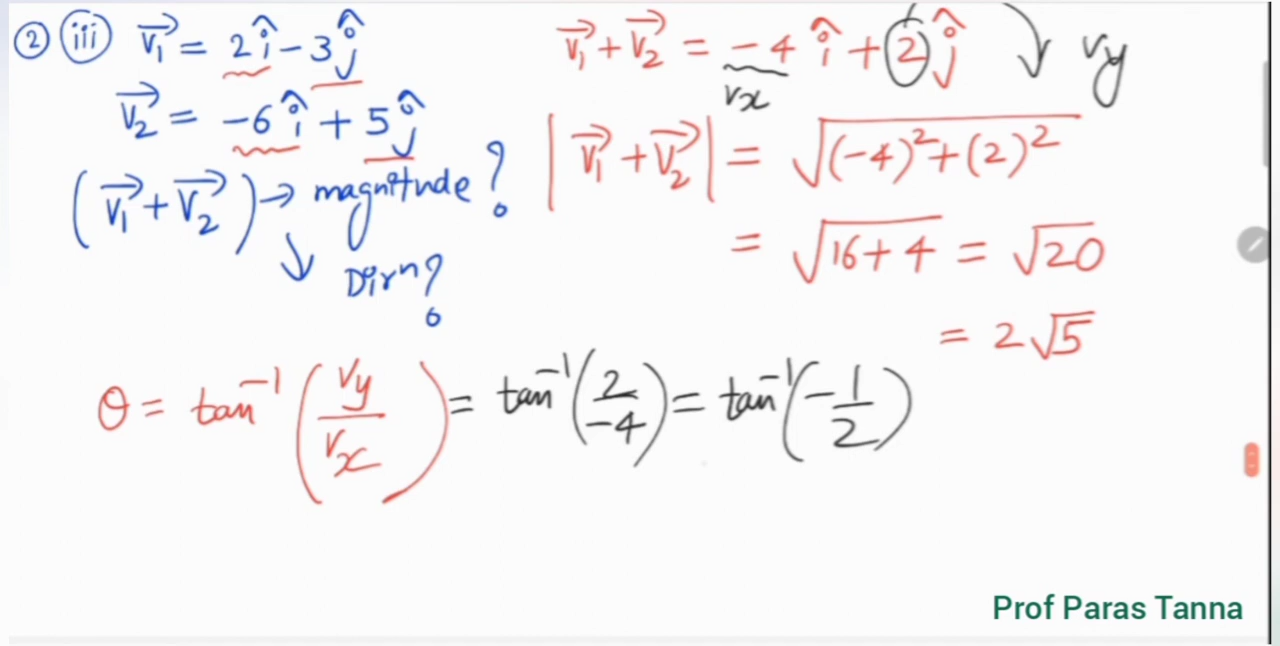 ② ⓘⓘⓘ v₁⃗ = 2î - 3ĵ
v₂⃗ = -6î + 5ĵ
(v₁⃗ + v₂⃗) → magnitude?
↓ Dirⁿ?
v₁⃗ + v₂⃗ = -4î + 2ĵ vy
vx
|v₁⃗ + v₂⃗| = √((-4)² + (2)²)
= √(16 + 4) = √20
= 2√5
θ = tan⁻¹(vy/vx) = tan⁻¹(2/-4) = tan⁻¹(-1/2)
Prof Paras Tanna